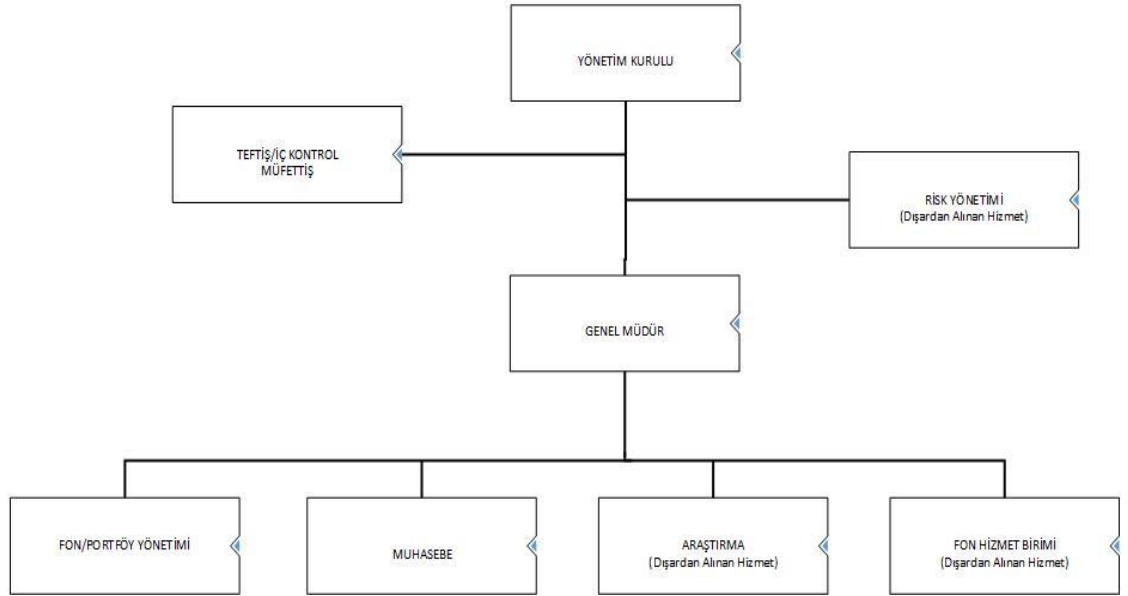 YÖNETİM KURULU
TEFTİŞ/İÇ KONTROL
MÜFETTİŞ
RİSK YÖNETİMİ
(Dışardan Alınan Hizmet)
GENEL MÜDÜR
FON/PORTFÖY YÖNETİMİ
MUHASEBE
ARAŞTIRMA
(Dışardan Alınan Hizmet)
FON HİZMET BİRİMİ
(Dışardan Alınan Hizmet)